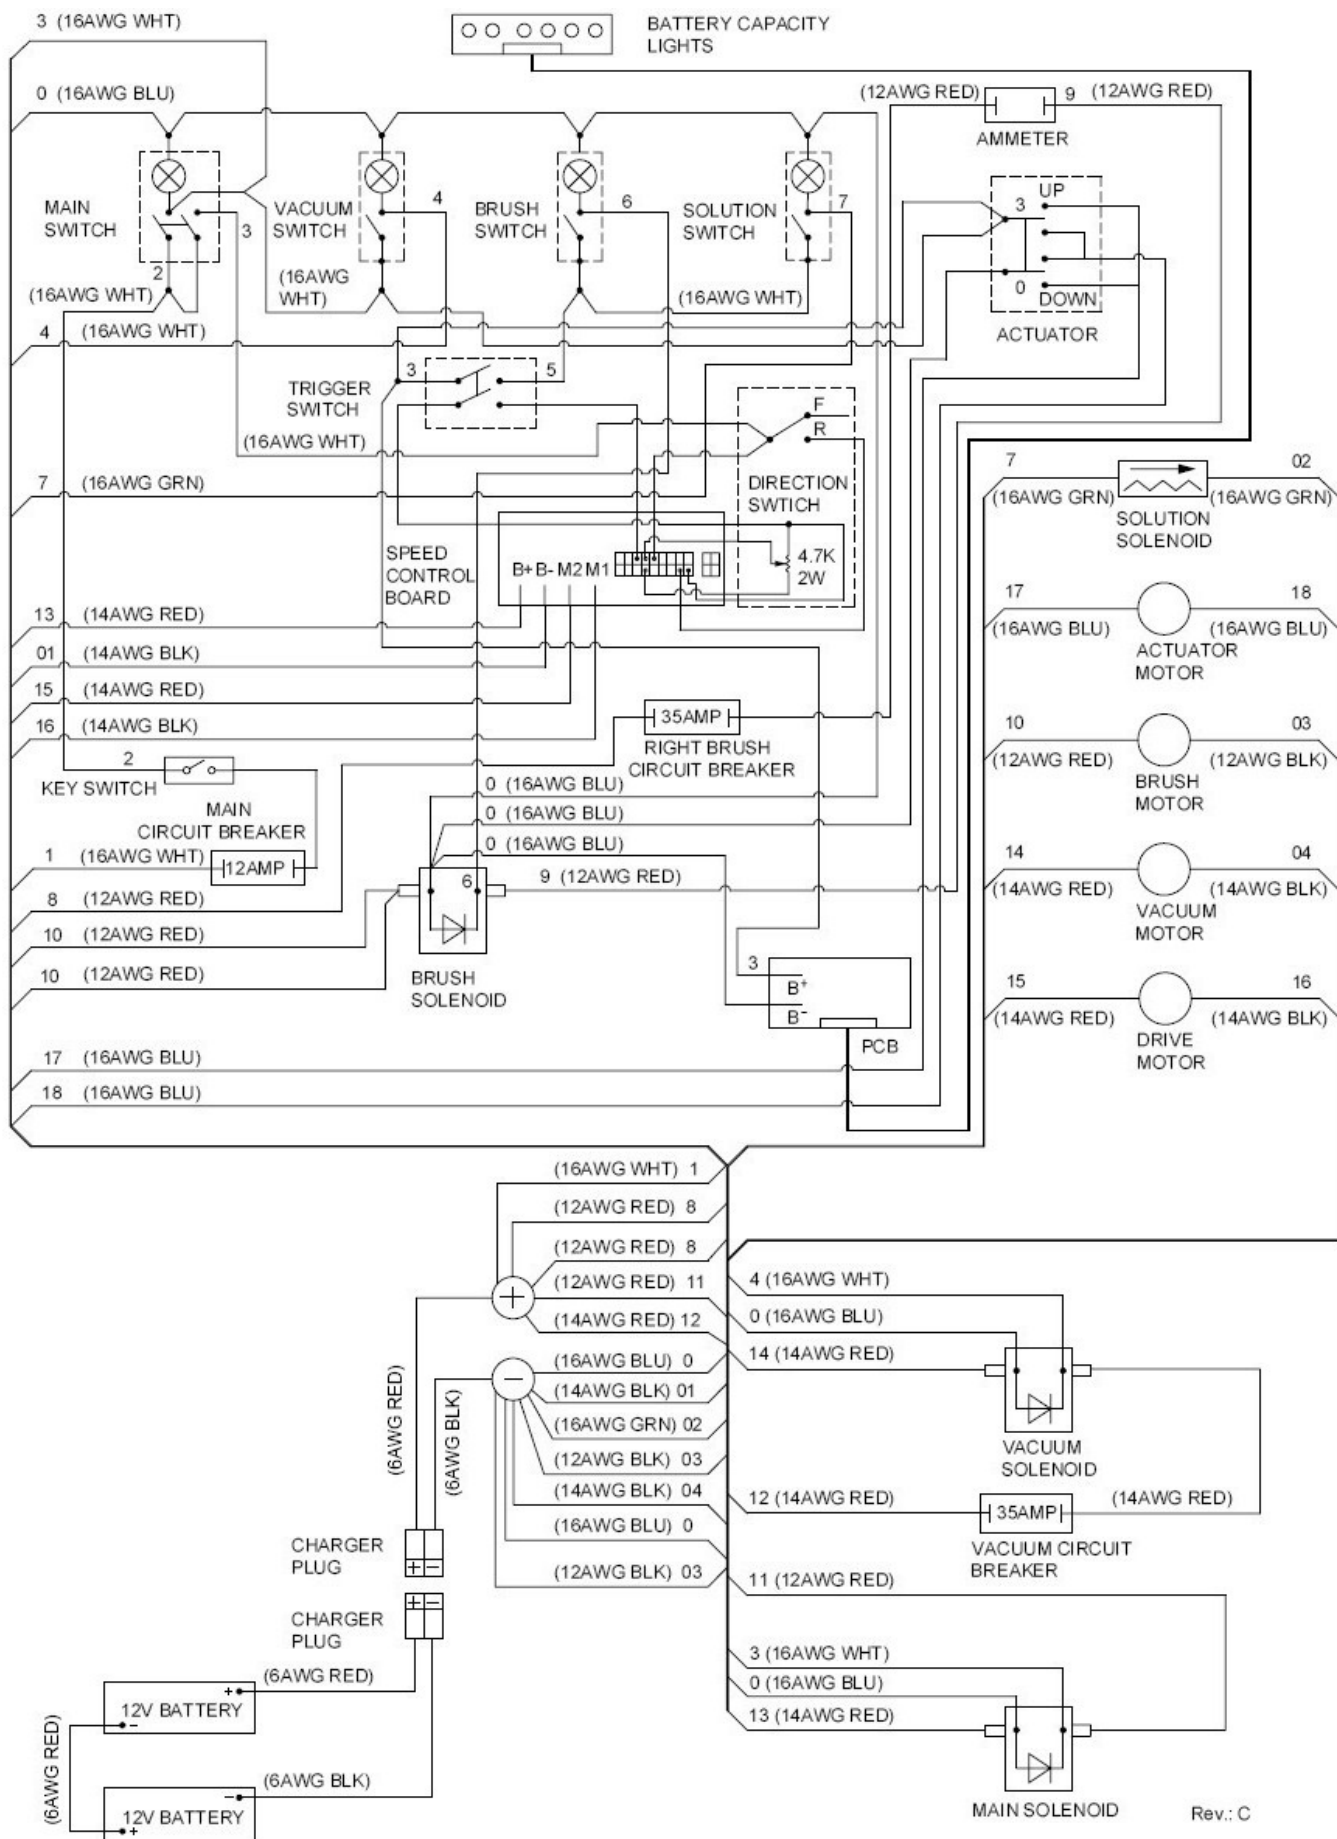 3 (16AWG WHT)
BATTERY CAPACITY
LIGHTS
0 (16AWG BLU)
(12AWG RED)
9 (12AWG RED)
AMMETER
MAIN
SWITCH
3
2
VACUUM
SWITCH
4
BRUSH
SWITCH
6
SOLUTION
SWITCH
7
UP
3
0
DOWN
ACTUATOR
(16AWG WHT)
(16AWG
WHT)
(16AWG WHT)
4 (16AWG WHT)
TRIGGER
SWITCH
3
5
(16AWG WHT)
F
R
DIRECTION
SWTICH
4.7K
2W
7 (16AWG GRN)
SPEED
CONTROL
BOARD
B+ B- M2 M1
13 (14AWG RED)
01 (14AWG BLK)
15 (14AWG RED)
16 (14AWG BLK)
2
KEY SWITCH
MAIN
CIRCUIT BREAKER
12AMP
35AMP
RIGHT BRUSH
CIRCUIT BREAKER
0 (16AWG BLU)
0 (16AWG BLU)
0 (16AWG BLU)
1 (16AWG WHT)
8 (12AWG RED)
10 (12AWG RED)
10 (12AWG RED)
6
9 (12AWG RED)
BRUSH
SOLENOID
3
B+
B-
PCB
17 (16AWG BLU)
18 (16AWG BLU)
7
02
(16AWG GRN)
(16AWG GRN)
SOLUTION
SOLENOID
17
18
(16AWG BLU)
(16AWG BLU)
ACTUATOR
MOTOR
10
03
(12AWG RED)
(12AWG BLK)
BRUSH
MOTOR
14
04
(14AWG RED)
(14AWG BLK)
VACUUM
MOTOR
15
16
(14AWG RED)
(14AWG BLK)
DRIVE
MOTOR
(16AWG WHT) 1
(12AWG RED) 8
(12AWG RED) 8
(12AWG RED) 11
(14AWG RED) 12
+
(16AWG BLU) 0
(14AWG BLK) 01
(16AWG GRN) 02
(12AWG BLK) 03
(14AWG BLK) 04
(16AWG BLU) 0
(12AWG BLK) 03
−
(6AWG RED)
(6AWG BLK)
CHARGER
PLUG
+ −
CHARGER
PLUG
+ −
(6AWG RED)
12V BATTERY
+
-
(6AWG RED)
(6AWG BLK)
12V BATTERY
-
+
4 (16AWG WHT)
0 (16AWG BLU)
14 (14AWG RED)
VACUUM
SOLENOID
12 (14AWG RED)
35AMP
(14AWG RED)
VACUUM CIRCUIT
BREAKER
11 (12AWG RED)
3 (16AWG WHT)
0 (16AWG BLU)
13 (14AWG RED)
MAIN SOLENOID
Rev.: C